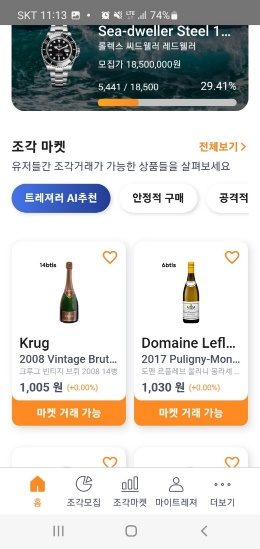 SKT 11:13 74%
Sea-dweller Steel 1...
롤렉스 씨드웰러 레드웰러
모집가 18,500,000원
5,441 / 18,500 29.41%
조각 마켓 전체보기 >
유저들간 조각거래가 가능한 상품들을 살펴보세요
트레져러 AI추천 안정적 구매 공격적
14btls
Krug
2008 Vintage Brut...
크루그 빈티지 브뤼 2008 14병
1,005 원 (+0.00%)
마켓 거래 가능
6btls
Domaine Lefl...
2017 Puligny-Mon...
도멘 르플레브 퓔리니 몽라셰 ...
1,030 원 (+0.00%)
마켓 거래 가능
홈 조각모집 조각마켓 마이트레져 더보기